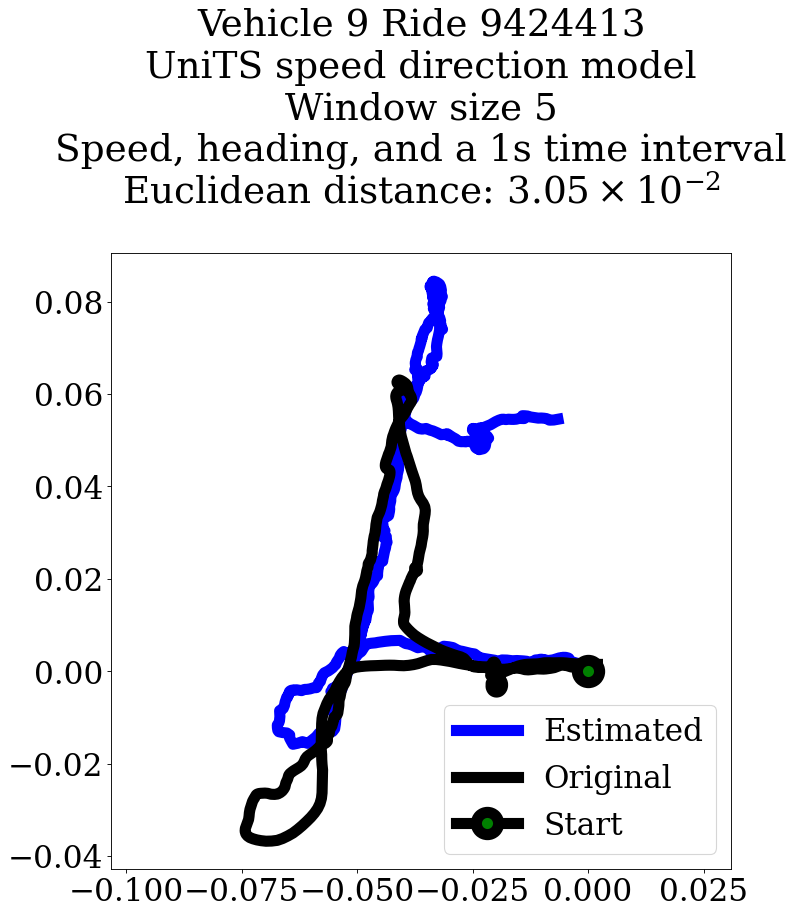 Vehicle 9 Ride 9424413
UniTS speed direction model
Window size 5
Speed, heading, and a 1s time interval
Euclidean distance: 3.05 × 10⁻²
0.08
0.06
0.04
0.02
0.00
−0.02
−0.04
Estimated
Original
Start
−0.100 −0.075 −0.050 −0.025 0.000 0.025